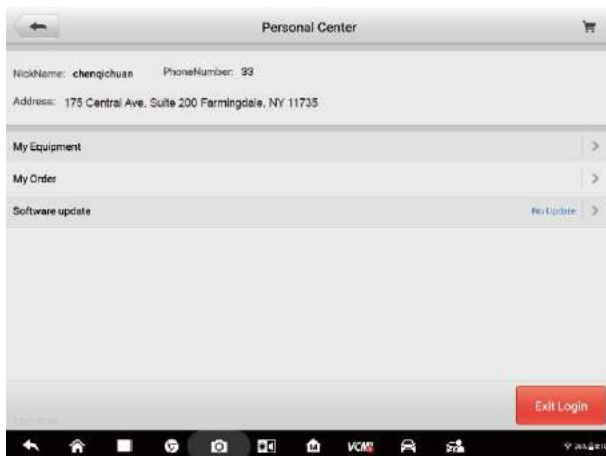 Personal Center
NickName: chenqichuan PhoneNumber: 33
Address: 175 Central Ave, Suite 200 Farmingdale, NY 11735
My Equipment
My Order
Software update No Update
Exit Login
VCMI